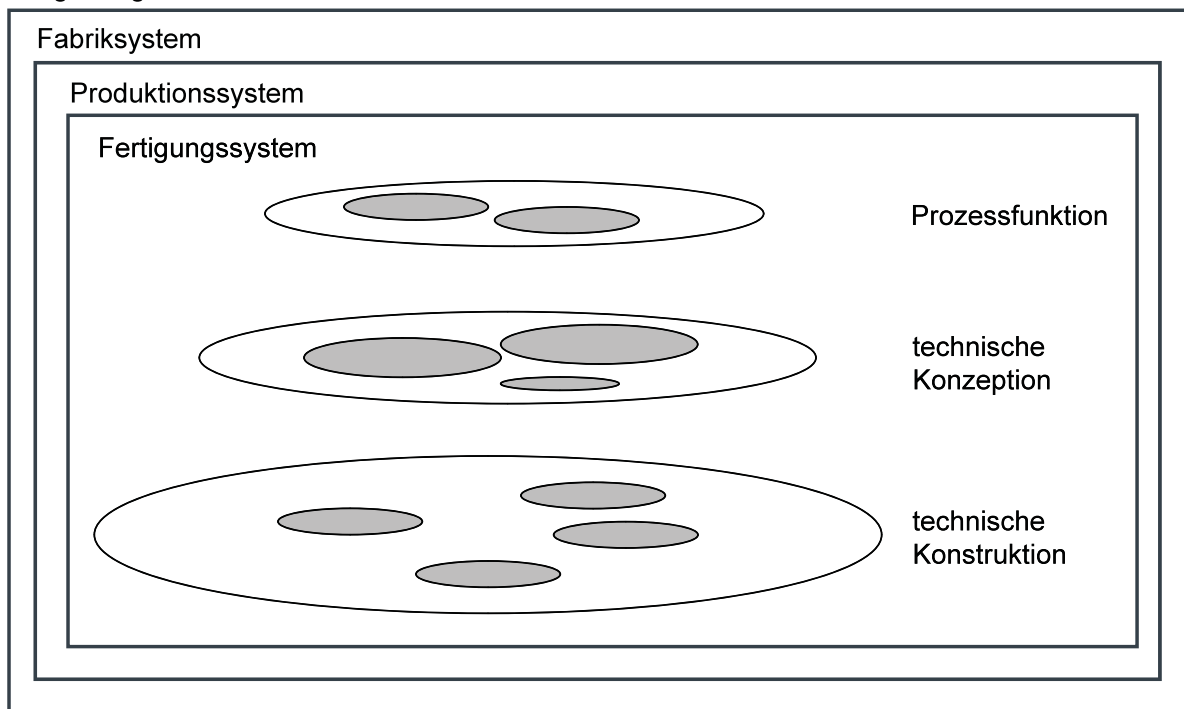 Fabriksystem
Produktionssystem
Fertigungssystem
Prozessfunktion
technische
Konzeption
technische
Konstruktion